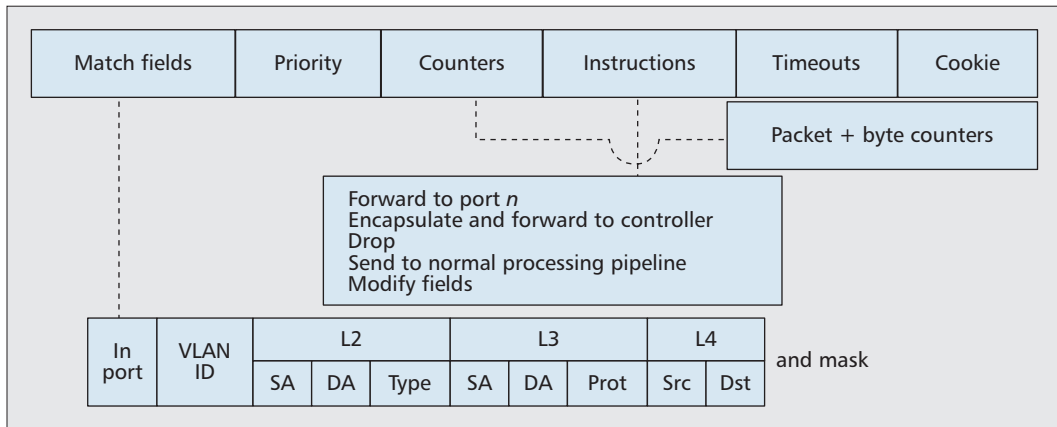 Match fields Priority Counters Instructions Timeouts Cookie
Packet + byte counters
Forward to port n
Encapsulate and forward to controller
Drop
Send to normal processing pipeline
Modify fields
In port VLAN ID L2 L3 L4 and mask
SA DA Type SA DA Prot Src Dst